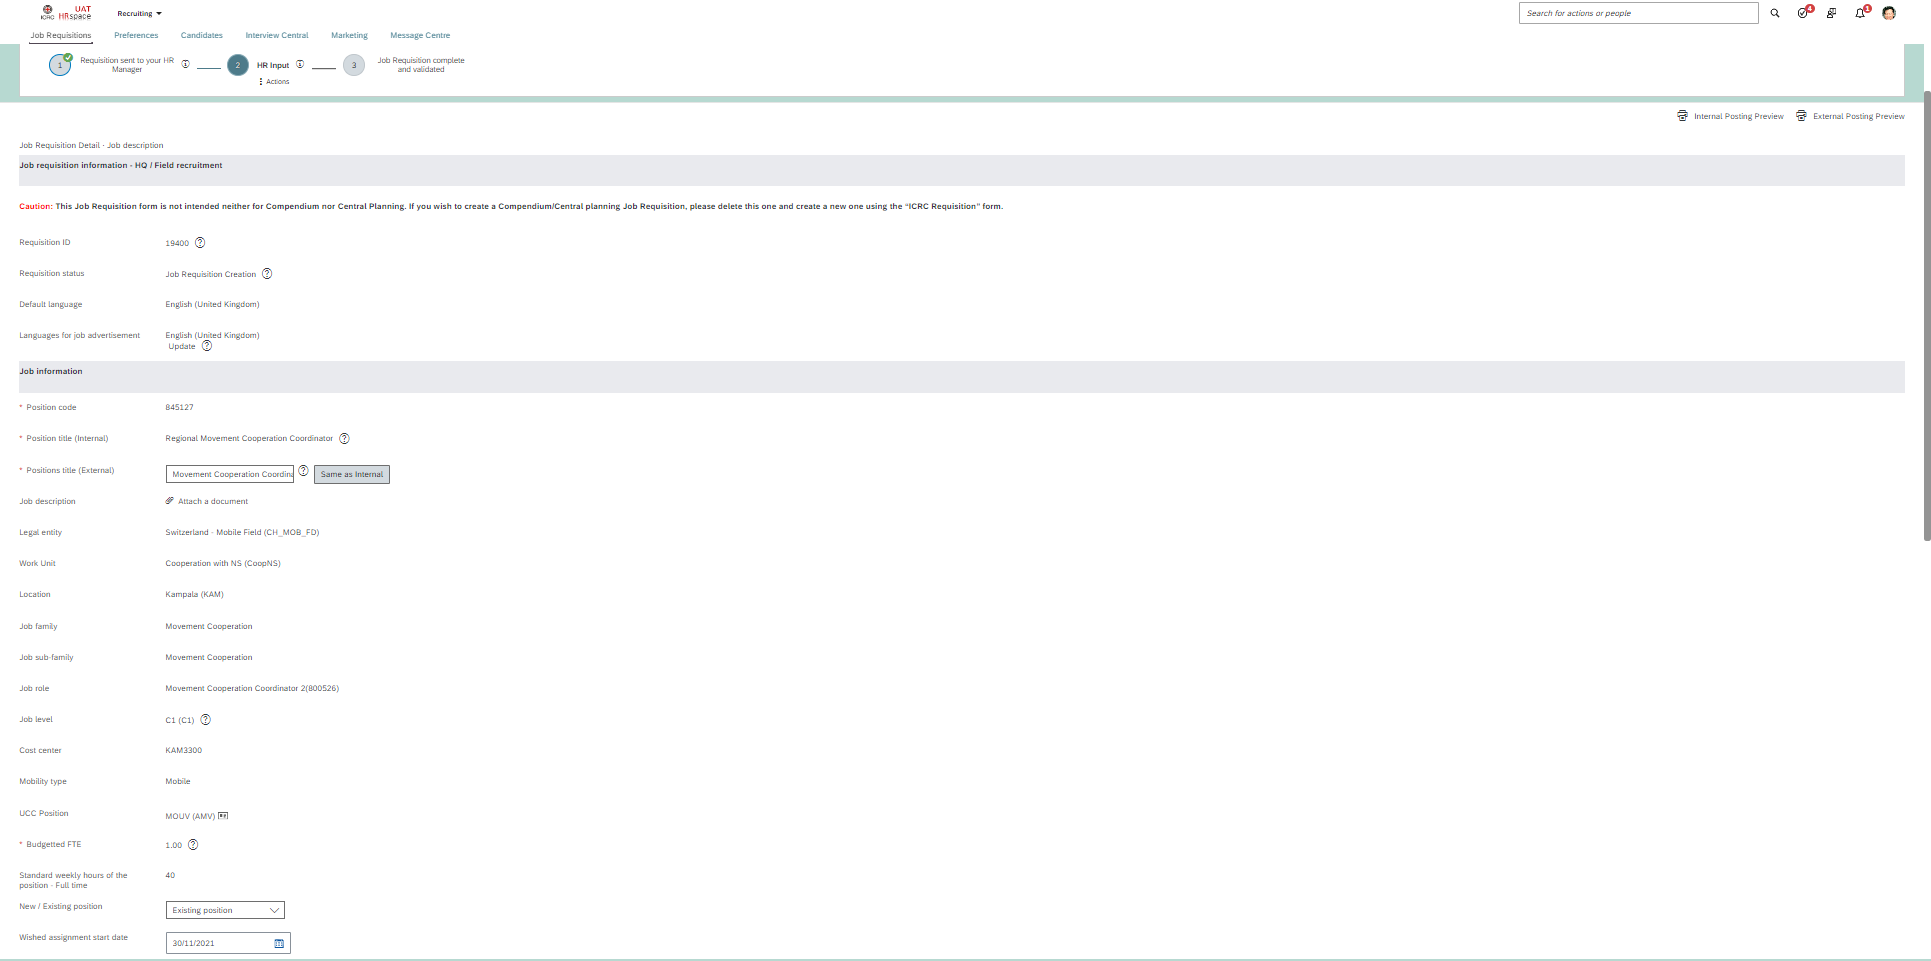 ICRC UAT HRspace
Recruiting
Search for actions or people
4
1
Job Requisitions Preferences Candidates Interview Central Marketing Message Centre
1 Requisition sent to your HR Manager
2 HR Input
Actions
3 Job Requisition complete and validated
Internal Posting Preview External Posting Preview
Job Requisition Detail - Job description
Job requisition information - HQ / Field recruitment
Caution: This Job Requisition form is not intended neither for Compendium nor Central Planning. If you wish to create a Compendium/Central planning Job Requisition, please delete this one and create a new one using the “ICRC Requisition” form.
Requisition ID 19400 ?
Requisition status Job Requisition Creation ?
Default language English (United Kingdom)
Languages for job advertisement English (United Kingdom)
Update ?
Job information
* Position code 845127
* Position title (Internal) Regional Movement Cooperation Coordinator ?
* Positions title (External) Movement Cooperation Coordina ? Same as Internal
Job description Attach a document
Legal entity Switzerland - Mobile Field (CH_MOB_FD)
Work Unit Cooperation with NS (CoopNS)
Location Kampala (KAM)
Job family Movement Cooperation
Job sub-family Movement Cooperation
Job role Movement Cooperation Coordinator 2(800526)
Job level C1 (C1) ?
Cost center KAM3300
Mobility type Mobile
UCC Position MOUV (AMV)
* Budgetted FTE 1.00 ?
Standard weekly hours of the 40
position - Full time
New / Existing position Existing position
Wished assignment start date 30/11/2021